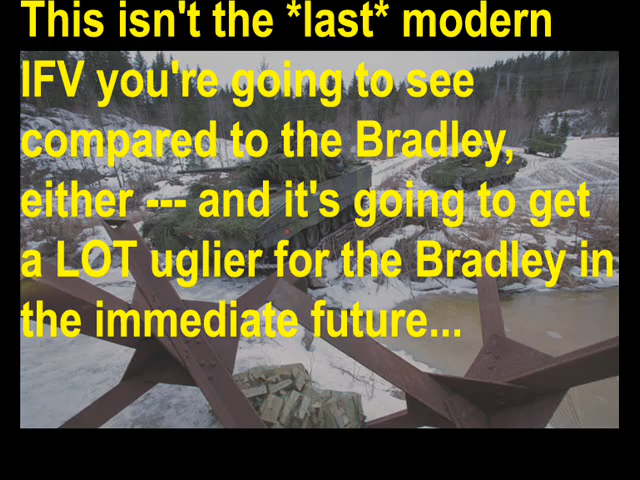 This isn't the *last* modern
IFV you're going to see
compared to the Bradley,
either --- and it's going to get
a LOT uglier for the Bradley in
the immediate future...